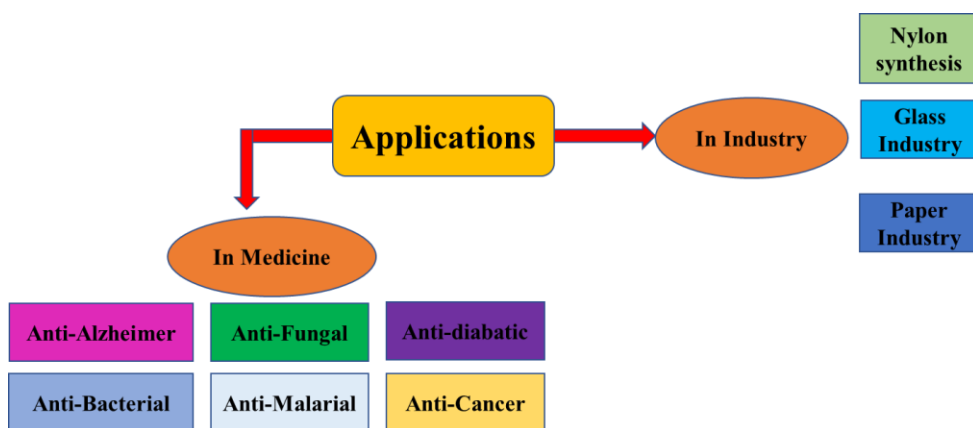 Nylon
synthesis
Applications
Glass
Industry
In Industry
Paper
Industry
In Medicine
Anti-Alzheimer
Anti-Fungal
Anti-diabatic
Anti-Bacterial
Anti-Malarial
Anti-Cancer